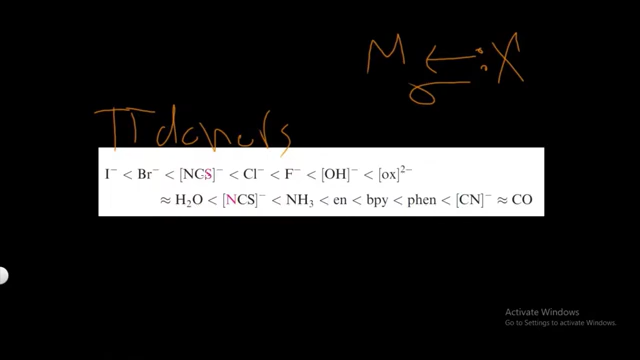 M ← :X
σ
Πdonors
I⁻ < Br⁻ < [NCS]⁻ < Cl⁻ < F⁻ < [OH]⁻ < [ox]²⁻
≈ H₂O < [NCS]⁻ < NH₃ < en < bpy < phen < [CN]⁻ ≈ CO
Activate Windows
Go to Settings to activate Windows.